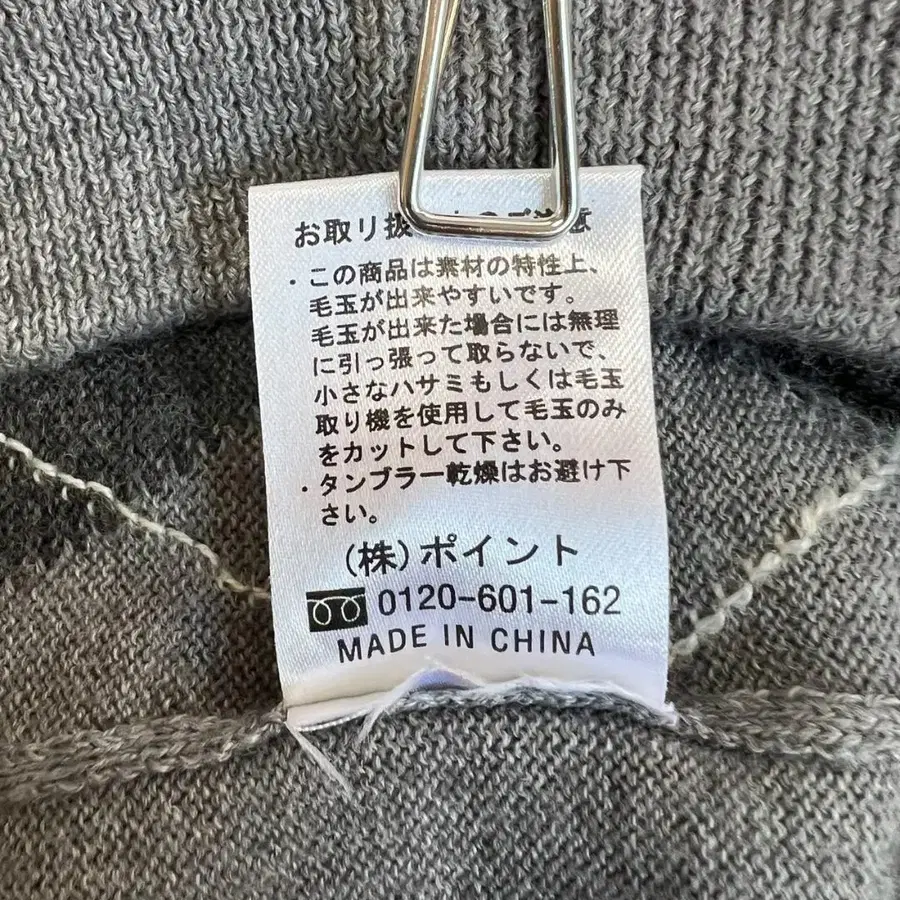 お取り扱
意
・この商品は素材の特性上、
毛玉が出来やすいです。
毛玉が出来た場合には無理
に引っ張って取らないで、
小さなハサミもしくは毛玉
取り機を使用して毛玉のみ
をカットして下さい。
・タンブラー乾燥はお避け下
さい。
(株)ポイント
0120-601-162
MADE IN CHINA